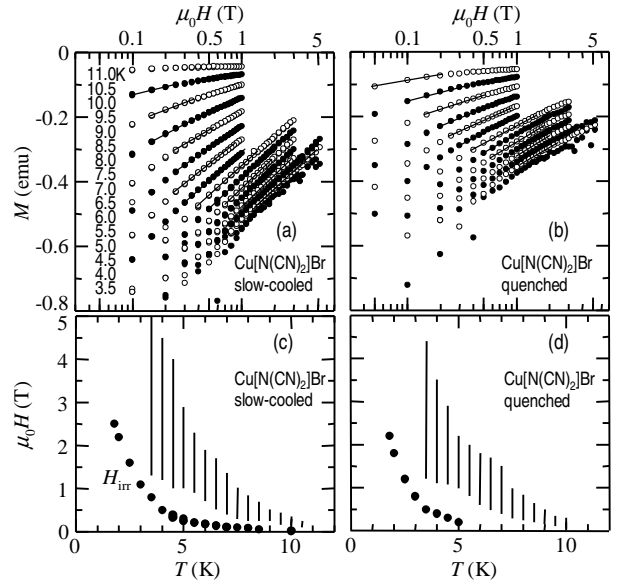 μ₀H (T)
μ₀H (T)
0.1 0.5 1 5
0.1 0.5 1 5
0
-0.2
-0.4
-0.6
-0.8
M (emu)
11.0K
10.5
10.0
9.5
9.0
8.5
8.0
7.5
7.0
6.5
6.0
5.5
5.0
4.5
4.0
3.5
(a)
Cu[N(CN)₂]Br
slow-cooled
(b)
Cu[N(CN)₂]Br
quenched
5
4
3
2
1
0
μ₀H (T)
(c)
Cu[N(CN)₂]Br
slow-cooled
H_irr
(d)
Cu[N(CN)₂]Br
quenched
5 10
5 10
T (K)
T (K)